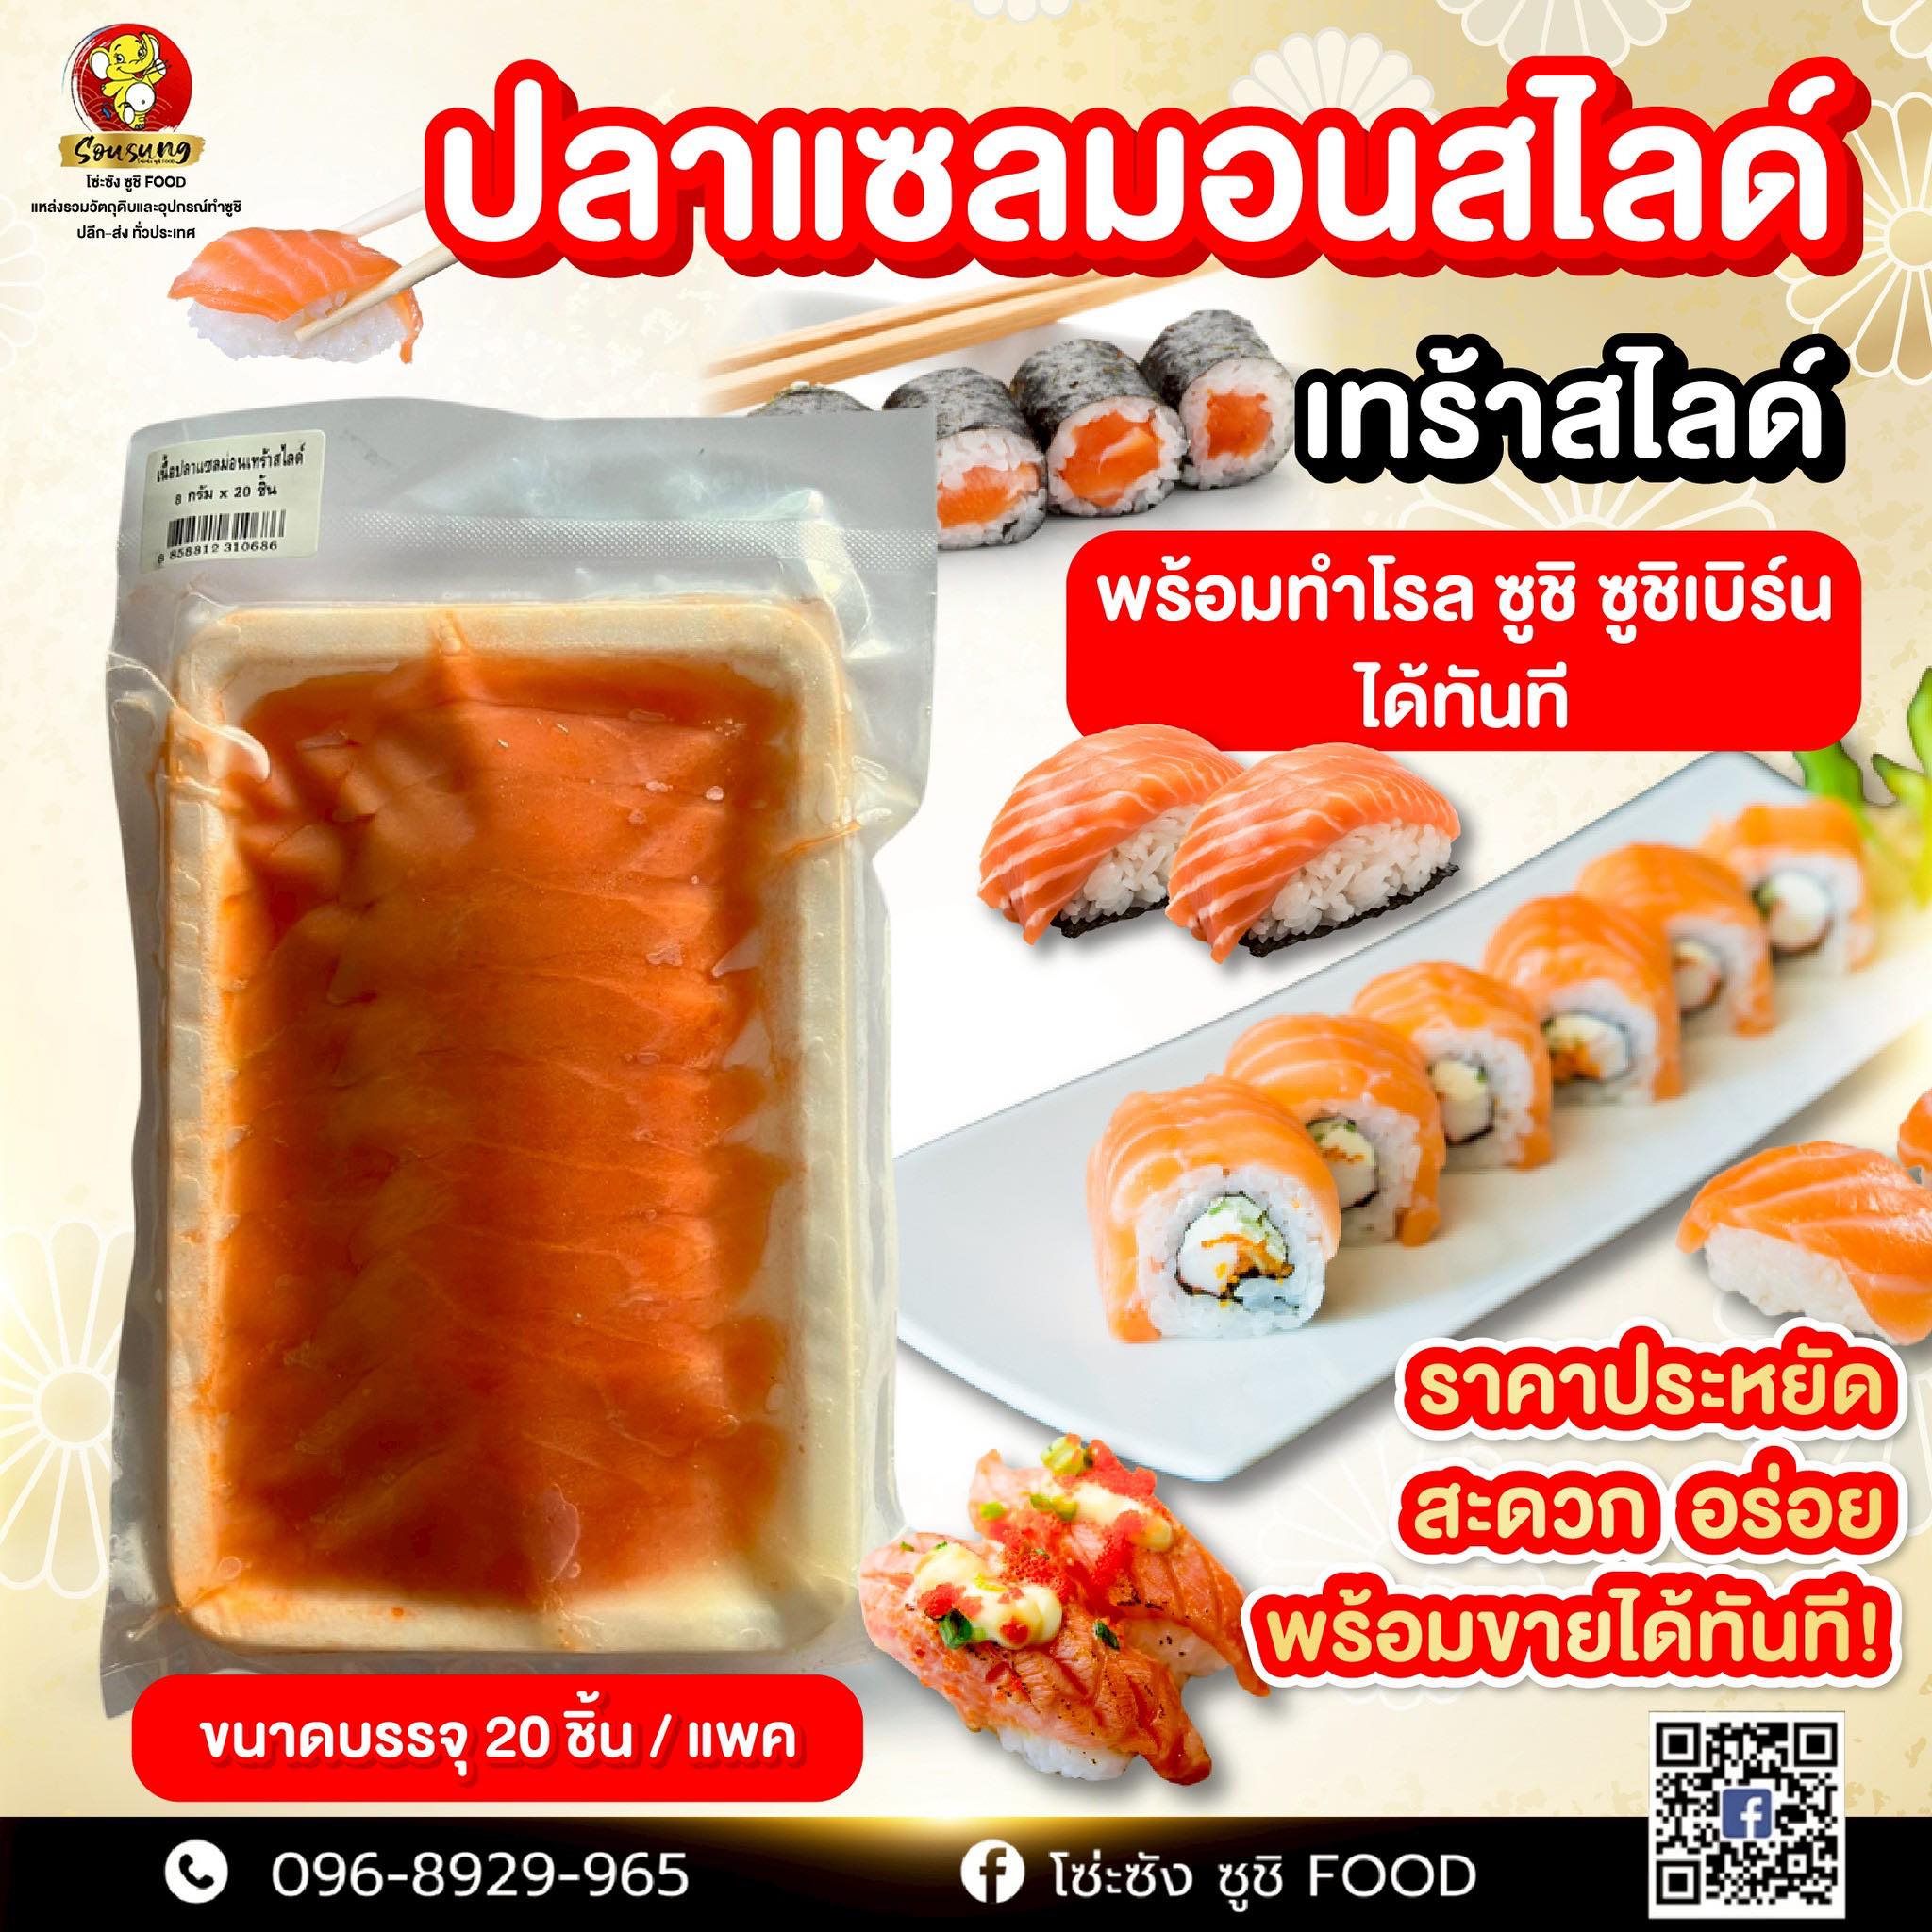 Sousung
โซ่ะซัง ซูชิ FOOD
แหล่งรวมวัตถุดิบและอุปกรณ์ทำซูชิ
ปลีก-ส่ง ทั่วประเทศ
ปลาแซลมอนสไลด์
เทร้าสไลด์
พร้อมทำโรล ซูชิ ซูชิเบิร์น
ได้ทันที
เนื้อปลาแซลม่อนเทร้าสไลด์
8 กรัม x 20 ชิ้น
8 858812 310686
ราคาประหยัด
สะดวก อร่อย
พร้อมขายได้ทันที!
ขนาดบรรจุ 20 ชิ้น / แพค
096-8929-965
โซ่ะซัง ซูชิ FOOD